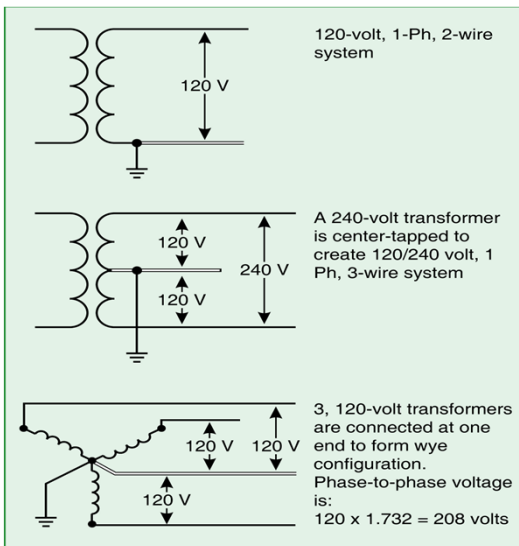 120-volt, 1-Ph, 2-wire
system
120 V
A 240-volt transformer
is center-tapped to
create 120/240 volt, 1
Ph, 3-wire system
120 V
240 V
120 V
3, 120-volt transformers
are connected at one
end to form wye
configuration.
Phase-to-phase voltage
is:
120 x 1.732 = 208 volts
120 V
120 V
120 V